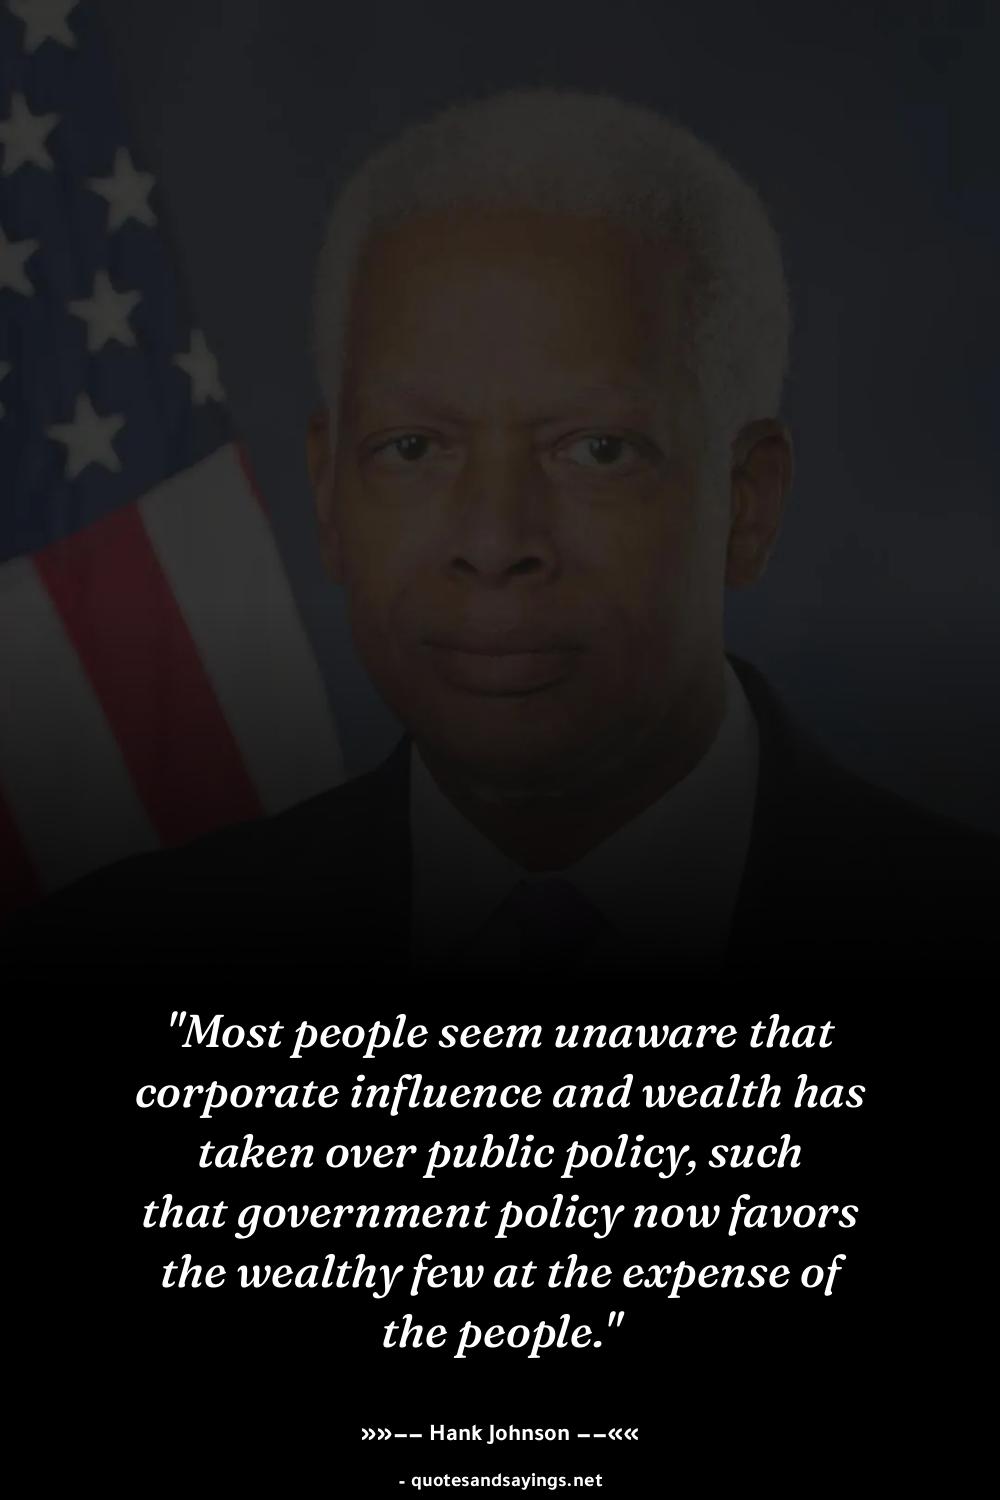 "Most people seem unaware that
corporate influence and wealth has
taken over public policy, such
that government policy now favors
the wealthy few at the expense of
the people."
»»–– Hank Johnson ––««
- quotesandsayings.net